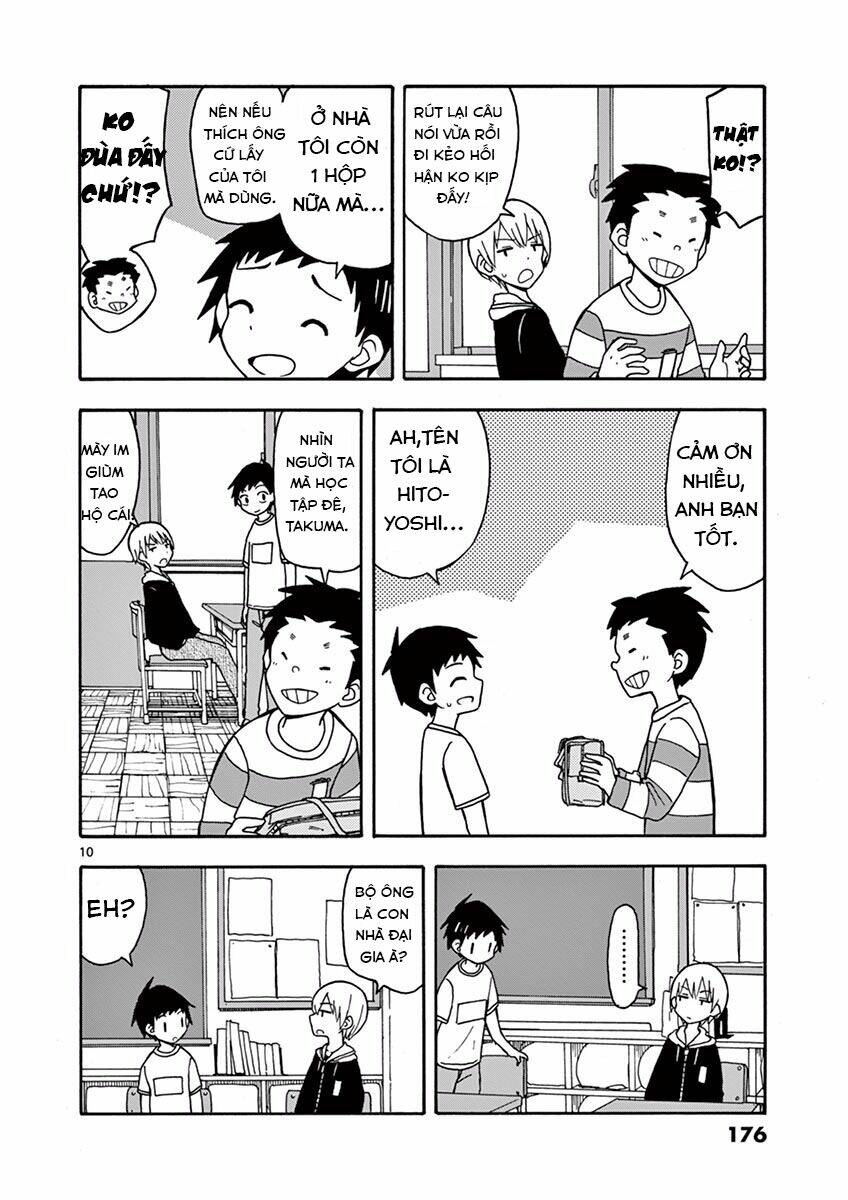 THẬT
KO!?
RÚT LẠI CÂU
NÓI VỪA RỒI
ĐI KẺO HỐI
HẬN KO KỊP
ĐẤY!
Ở NHÀ
TÔI CÒN
1 HỘP
NỮA MÀ...
NÊN NẾU
THÍCH ÔNG
CỨ LẤY
CỦA TÔI
MÀ DÙNG.
KO
ĐÙA ĐẤY
CHỨ!?
CẢM ƠN
NHIỀU,
ANH BẠN
TỐT.
AH,TÊN
TÔI LÀ
HITO-
YOSHI...
NHÌN
NGƯỜI TA
MÀ HỌC
TẬP ĐÊ,
TAKUMA.
MÀY IM
GIÙM TAO
HỘ CÁI.
10
.........
BỘ ÔNG
LÀ CON
NHÀ ĐẠI
GIA À?
EH?
176